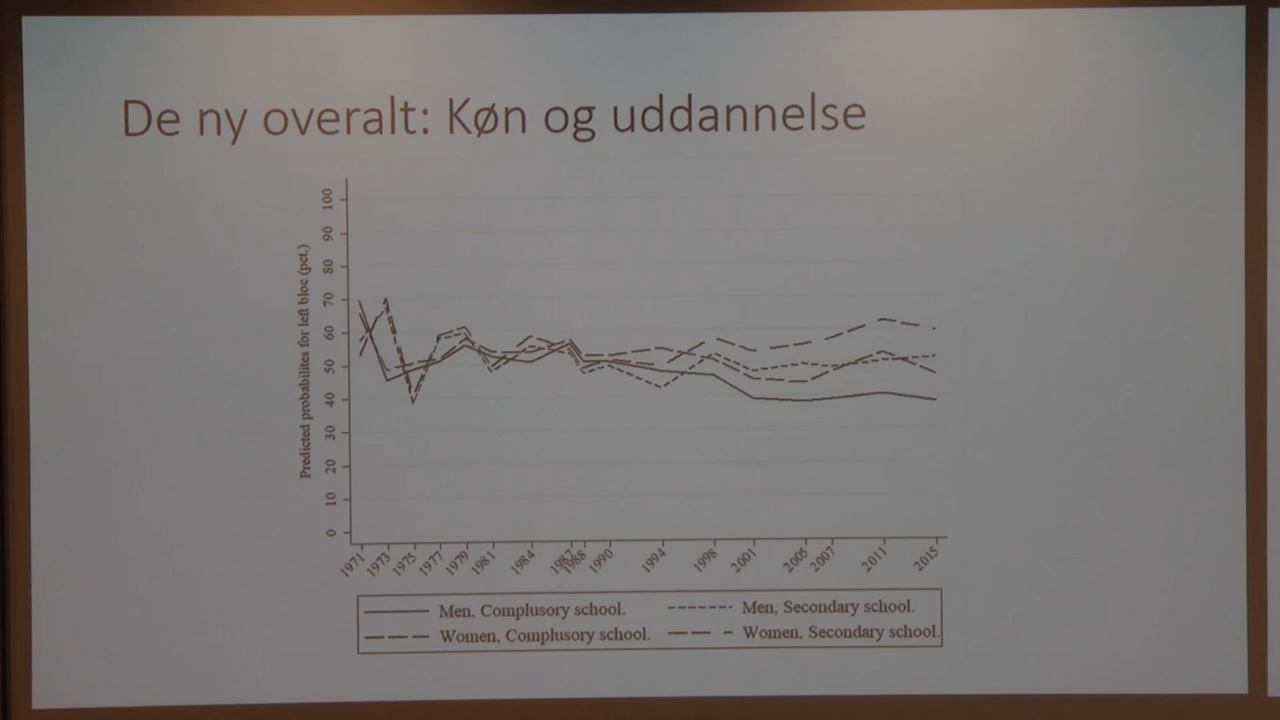 De ny overalt: Køn og uddannelse
Predicted probabilites for left bloc (pct.)
100
90
80
70
60
50
40
30
20
10
0
1971 1973 1975 1977 1979 1981 1984 1987 1988 1990 1994 1998 2001 2005 2007 2011 2015
Men, Complusory school. Men, Secondary school.
Women, Complusory school. Women, Secondary school.